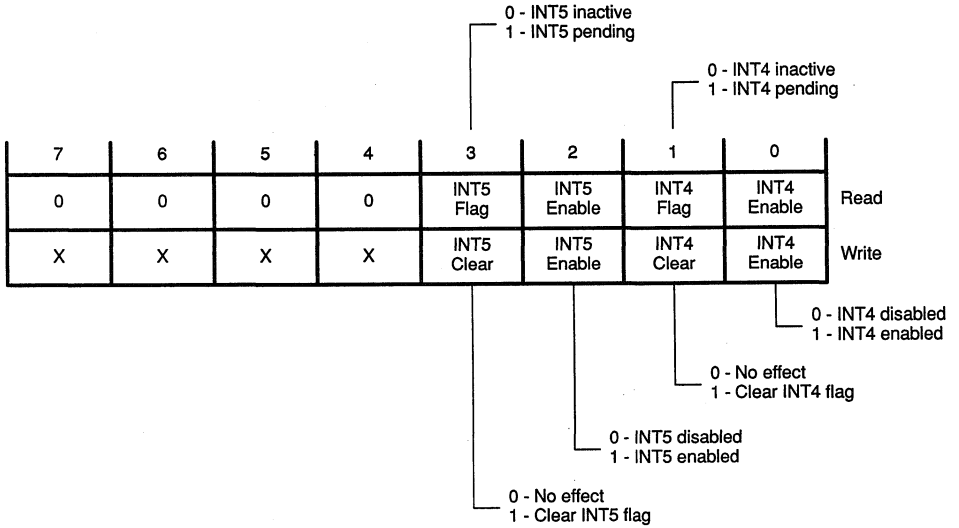 0 - INT5 inactive
1 - INT5 pending
0 - INT4 inactive
1 - INT4 pending
7 6 5 4 3 2 1 0
0 0 0 0 INT5 Flag INT5 Enable INT4 Flag INT4 Enable Read
X X X X INT5 Clear INT5 Enable INT4 Clear INT4 Enable Write
0 - INT4 disabled
1 - INT4 enabled
0 - No effect
1 - Clear INT4 flag
0 - INT5 disabled
1 - INT5 enabled
0 - No effect
1 - Clear INT5 flag